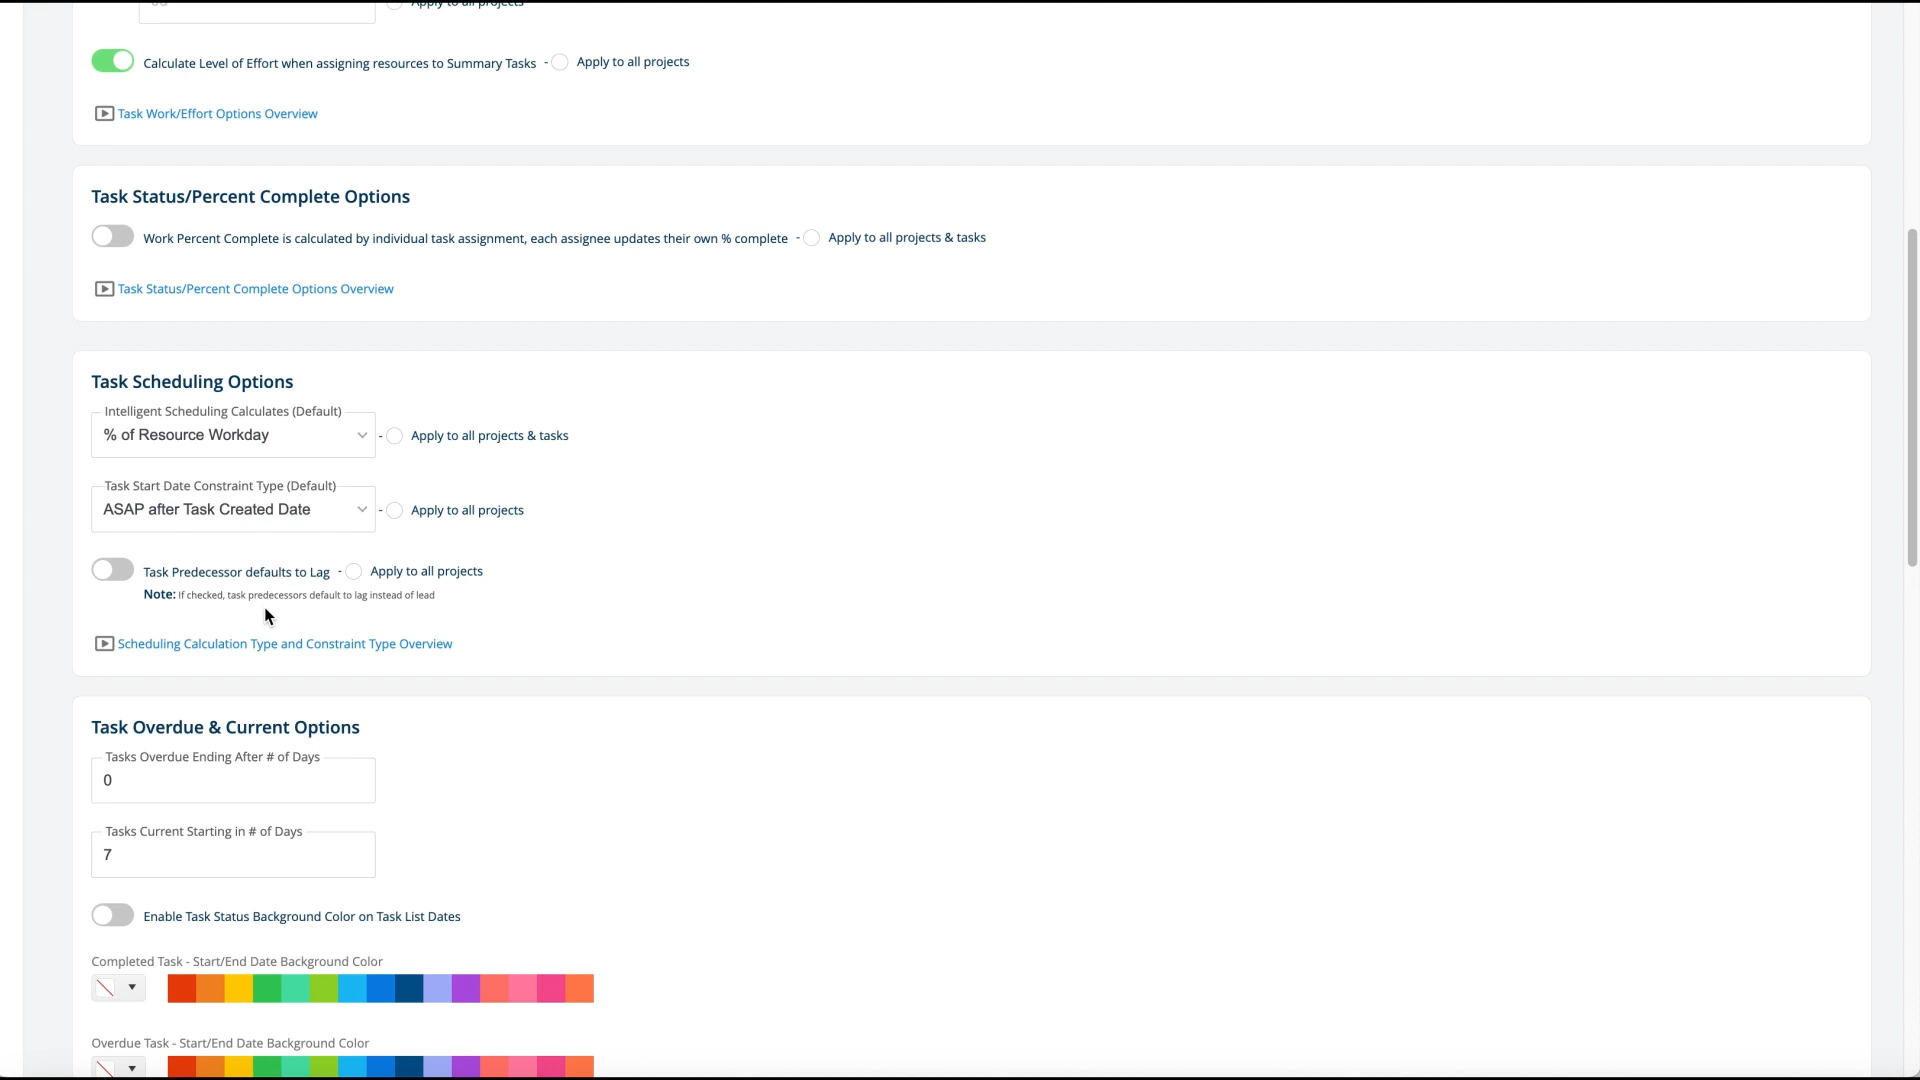 Apply to all projects
Calculate Level of Effort when assigning resources to Summary Tasks - Apply to all projects
Task Work/Effort Options Overview
Task Status/Percent Complete Options
Work Percent Complete is calculated by individual task assignment, each assignee updates their own % complete - Apply to all projects & tasks
Task Status/Percent Complete Options Overview
Task Scheduling Options
Intelligent Scheduling Calculates (Default)
% of Resource Workday - Apply to all projects & tasks
Task Start Date Constraint Type (Default)
ASAP after Task Created Date - Apply to all projects
Task Predecessor defaults to Lag - Apply to all projects
Note: If checked, task predecessors default to lag instead of lead
Scheduling Calculation Type and Constraint Type Overview
Task Overdue & Current Options
Tasks Overdue Ending After # of Days
0
Tasks Current Starting in # of Days
7
Enable Task Status Background Color on Task List Dates
Completed Task - Start/End Date Background Color
Overdue Task - Start/End Date Background Color